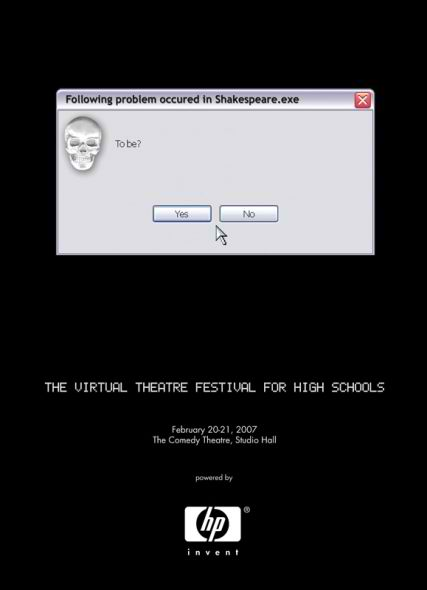 Following problem occured in Shakespeare.exe
To be?
Yes No
THE VIRTUAL THEATRE FESTIVAL FOR HIGH SCHOOLS
February 20-21, 2007
The Comedy Theatre, Studio Hall
powered by
hp®
invent